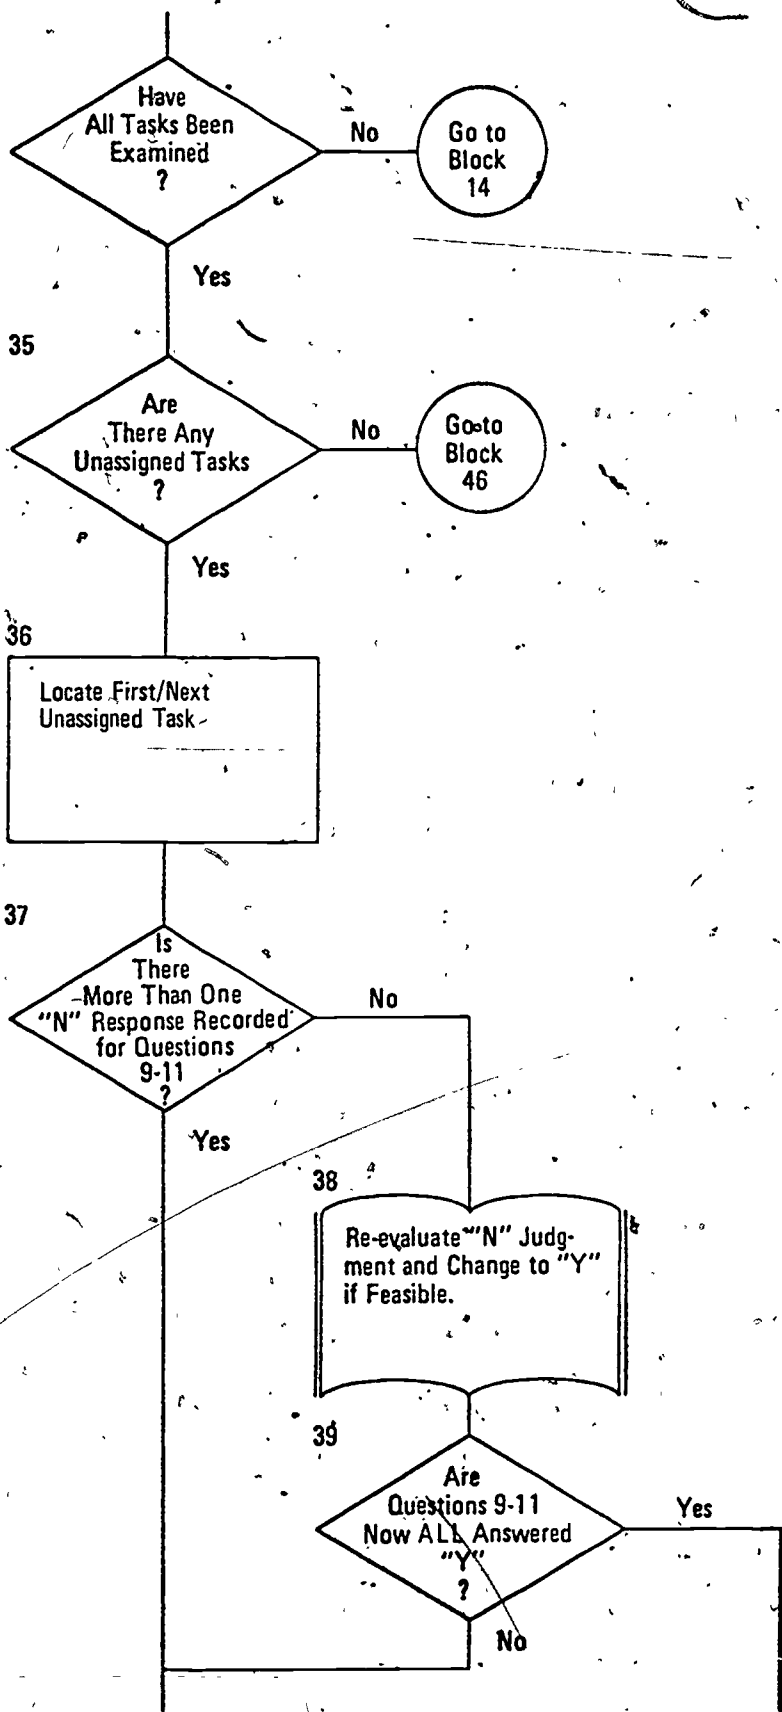 Have
All Tasks Been
Examined
?
No
Go to
Block
14
Yes
35
Are
There Any
Unassigned Tasks
?
No
Go to
Block
46
Yes
36
Locate First/Next
Unassigned Task
37
Is
There
More Than One
"N" Response Recorded
for Questions
9-11
?
No
Yes
38
Re-evaluate "N" Judg-
ment and Change to "Y"
if Feasible.
39
Are
Questions 9-11
Now ALL Answered
"Y"
?
Yes
No